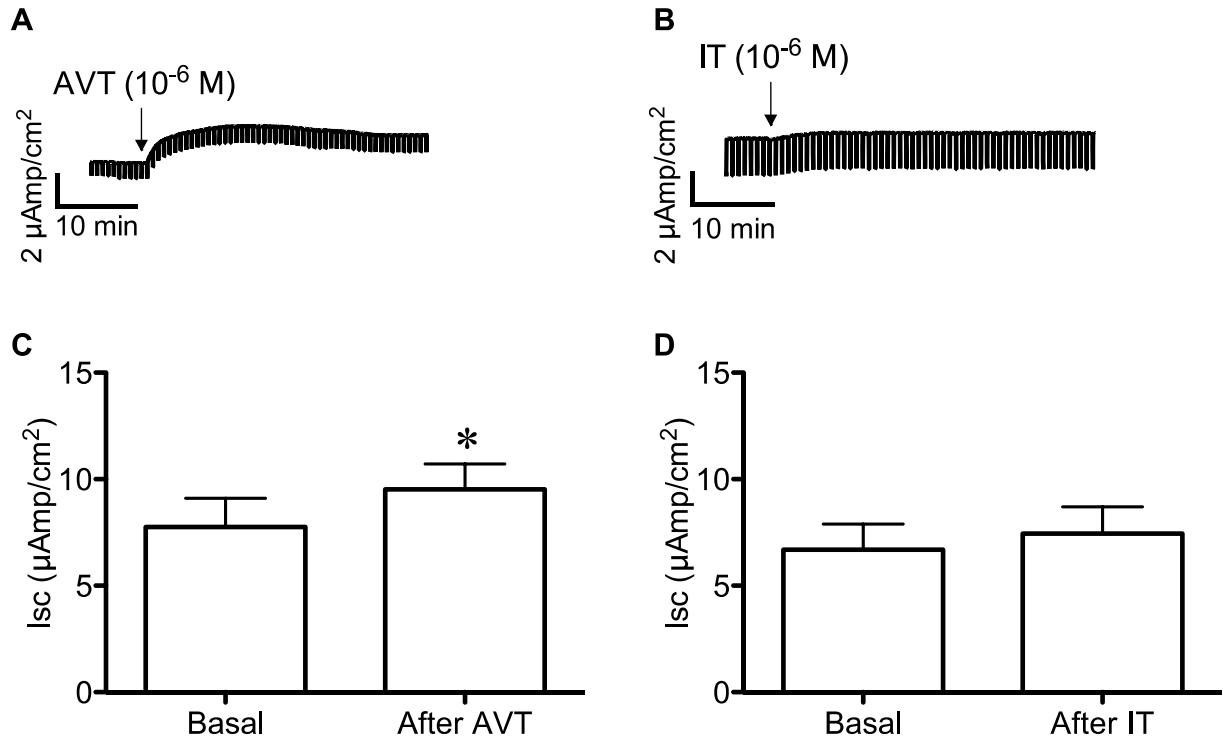 A
AVT (10⁻⁶ M)
2 µAmp/cm²
10 min
B
IT (10⁻⁶ M)
2 µAmp/cm²
10 min
C
Isc (µAmp/cm²)
15
10
5
0
*
Basal
After AVT
D
Isc (µAmp/cm²)
15
10
5
0
Basal
After IT